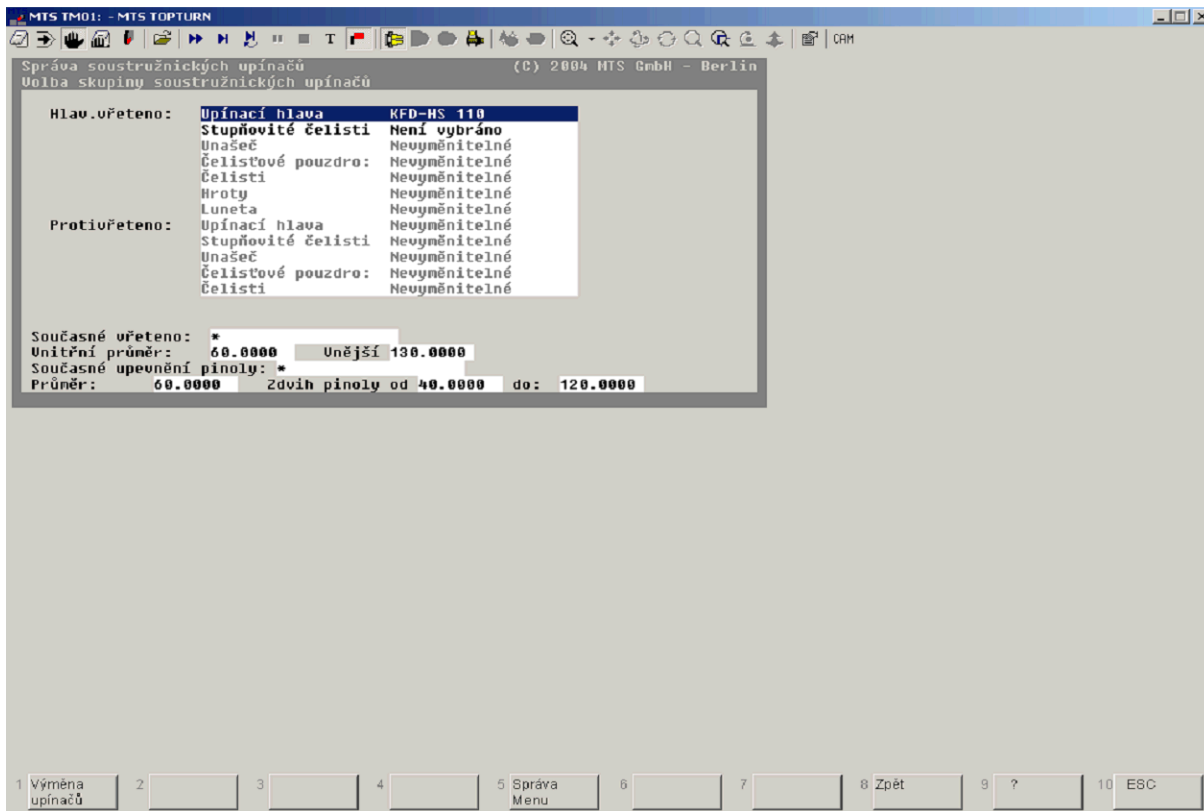 MTS TM01: - MTS TOPTURN
T CAM
Správa soustružnických upínačů (C) 2004 MTS GmbH - Berlin
Volba skupiny soustružnických upínačů
Hlav.vřeteno: Upínací hlava KFD-HS 110
Stupňovité čelisti Není vybráno
Unašeč Nevyměnitelné
Čelisťové pouzdro: Nevyměnitelné
Čelisti Nevyměnitelné
Hroty Nevyměnitelné
Luneta Nevyměnitelné
Protivřeteno: Upínací hlava Nevyměnitelné
Stupňovité čelisti Nevyměnitelné
Unašeč Nevyměnitelné
Čelisťové pouzdro: Nevyměnitelné
Čelisti Nevyměnitelné
Současné vřeteno: *
Vnitřní průměr: 60.0000 Vnější 130.0000
Současné upevnění pinoly: *
Průměr: 60.0000 Zdvih pinoly od 40.0000 do: 120.0000
1 Výměna upínačů 2 3 4 5 Správa Menu 6 7 8 Zpět 9 ? 10 ESC